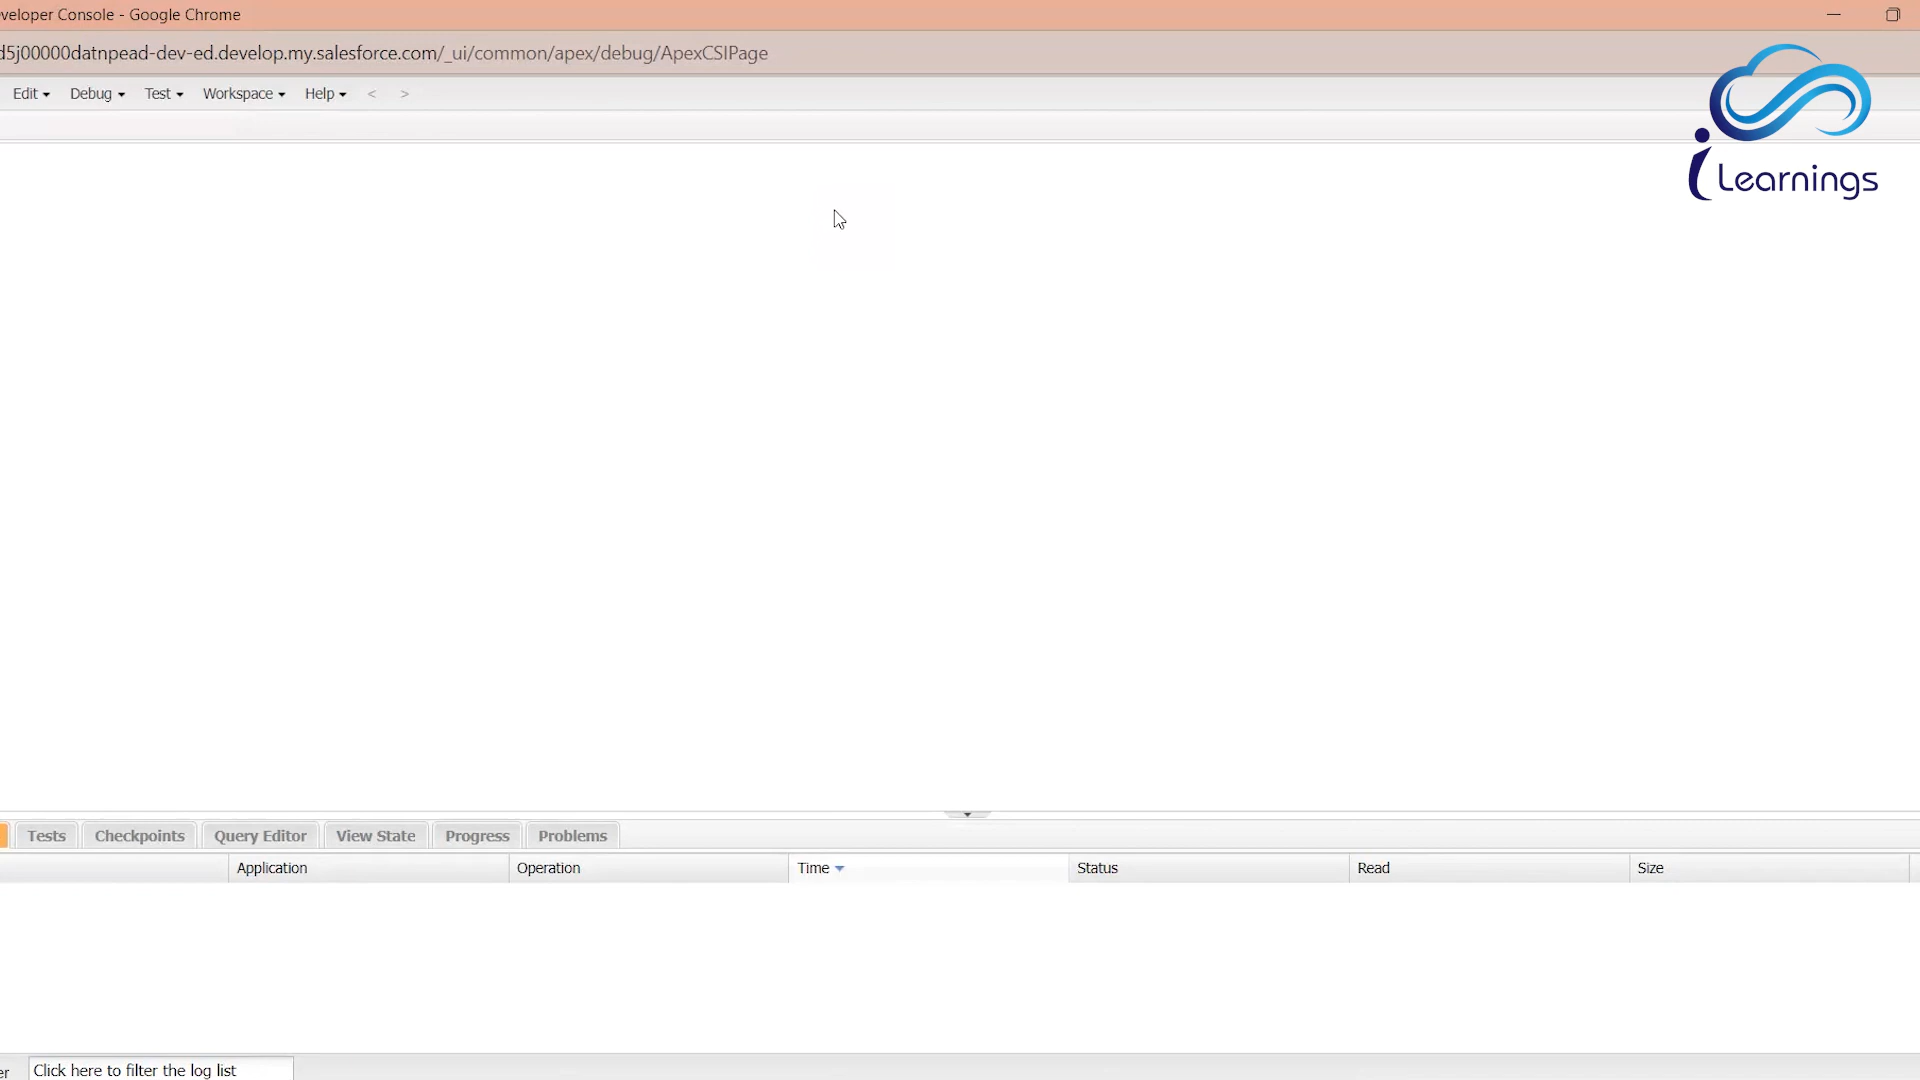 veloper Console - Google Chrome
d5j00000datnpead-dev-ed.develop.my.salesforce.com/_ui/common/apex/debug/ApexCSIPage
Edit Debug Test Workspace Help < >
i Learnings
Tests Checkpoints Query Editor View State Progress Problems
Application Operation Time Status Read Size
er Click here to filter the log list